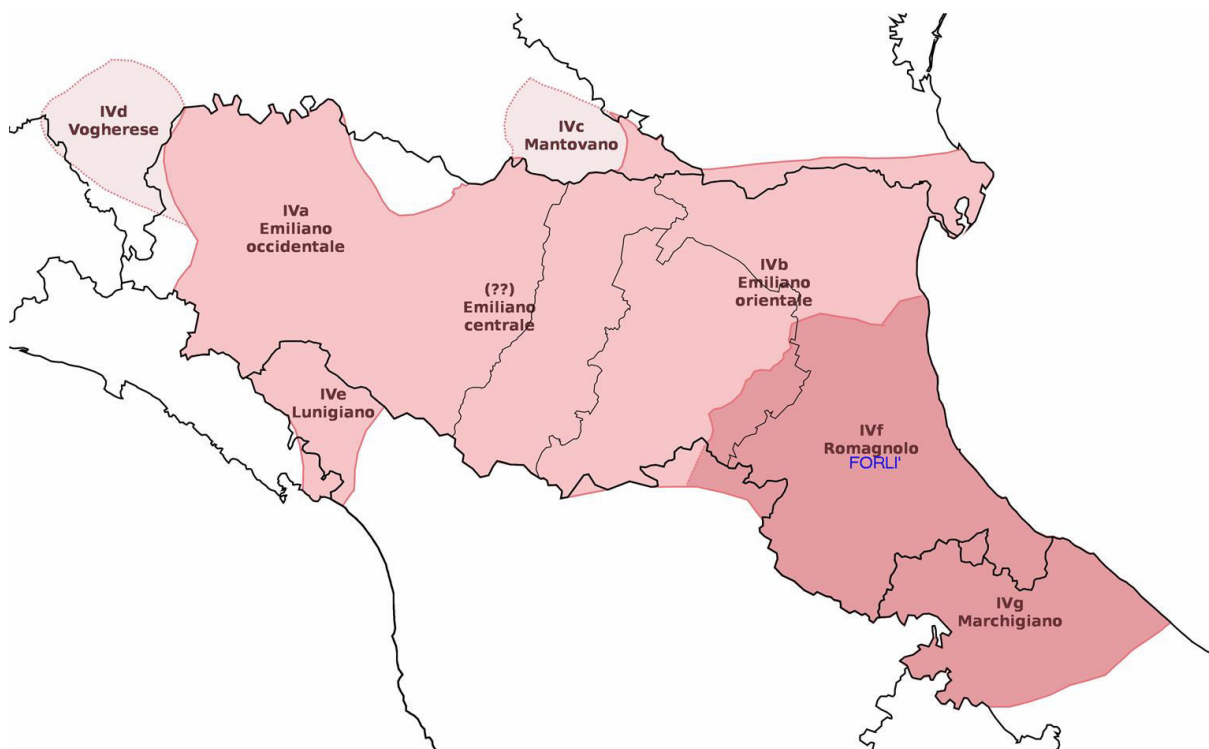 IVd
Vogherese
IVc
Mantovano
IVa
Emiliano
occidentale
(??)
Emiliano
centrale
IVb
Emiliano
orientale
IVe
Lunigiano
IVf
Romagnolo
FORLI'
IVg
Marchigiano